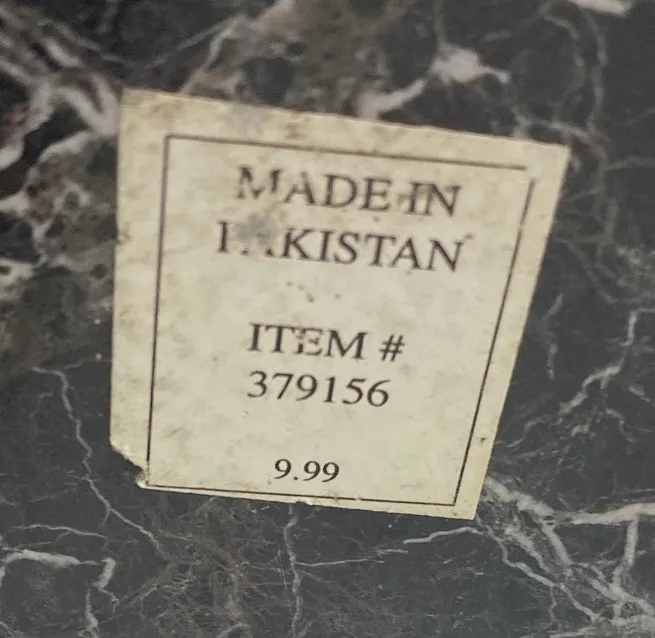 MADE IN
PAKISTAN
ITEM #
379156
9.99